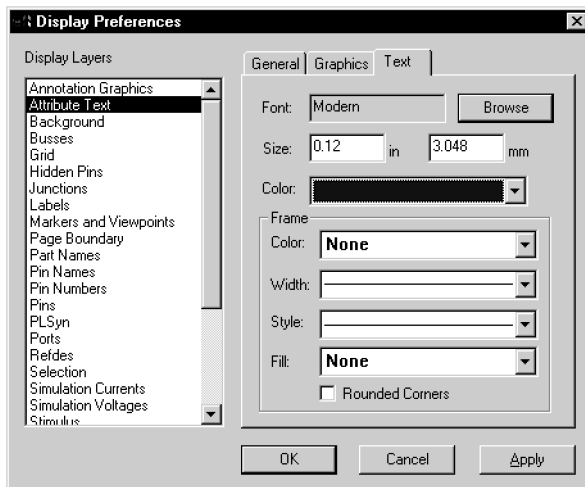 Display Preferences
Display Layers
Annotation Graphics
Attribute Text
Background
Busses
Grid
Hidden Pins
Junctions
Labels
Markers and Viewpoints
Page Boundary
Part Names
Pin Names
Pin Numbers
Pins
PLSyn
Ports
Refdes
Selection
Simulation Currents
Simulation Voltages
Stimulus
General Graphics Text
Font: Modern Browse
Size: 0.12 in 3.048 mm
Color:
Frame
Color: None
Width:
Style:
Fill: None
Rounded Corners
OK Cancel Apply